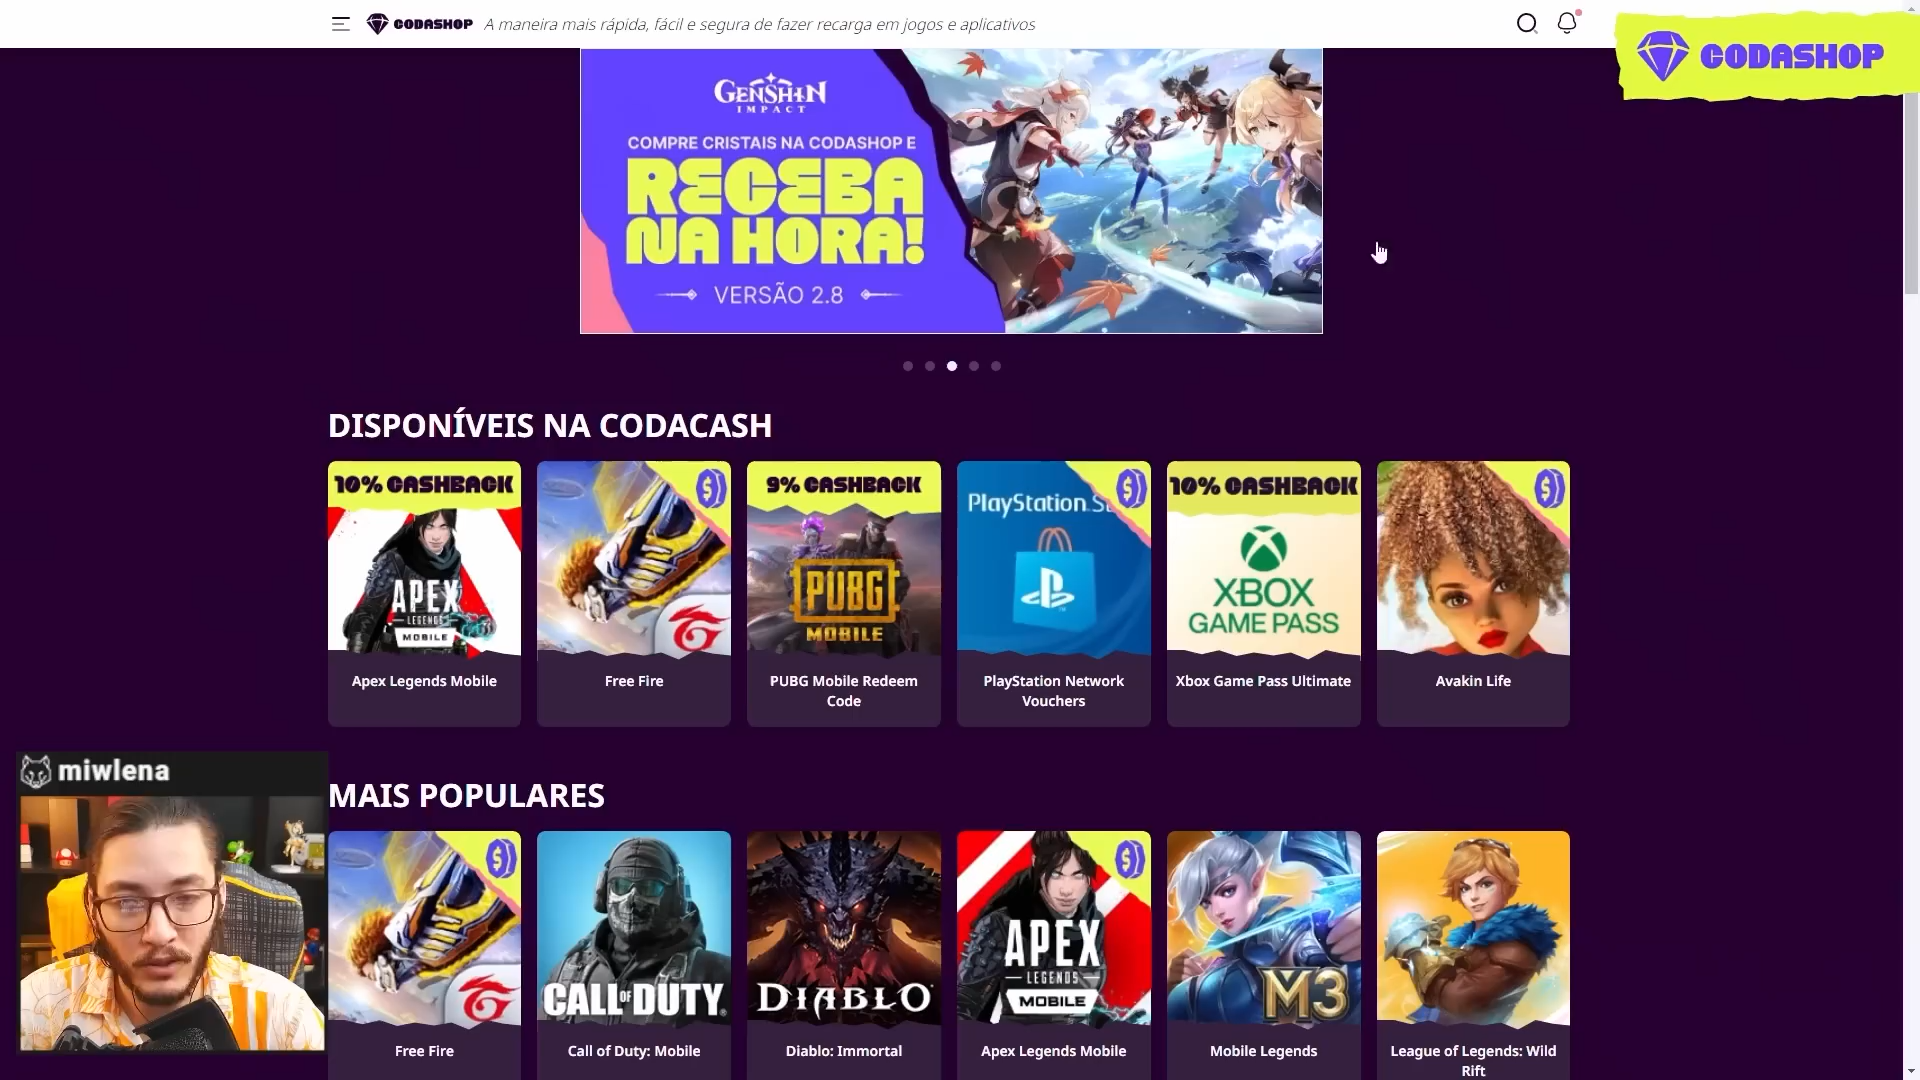 CODASHOP
A maneira mais rápida, fácil e segura de fazer recarga em jogos e aplicativos
CODASHOP
GENSHIN
IMPACT
COMPRE CRISTAIS NA CODASHOP E
RECEBA
NA HORA!
VERSÃO 2.8
DISPONÍVEIS NA CODACASH
10% CASHBACK
APEX
LEGENDS
MOBILE
Apex Legends Mobile
Free Fire
9% CASHBACK
PUBG
MOBILE
PUBG Mobile Redeem
Code
PlayStation
PlayStation Network
Vouchers
10% CASHBACK
XBOX
GAME PASS
Xbox Game Pass Ultimate
Avakin Life
miwlena
MAIS POPULARES
Free Fire
CALL OF DUTY
Call of Duty: Mobile
DIABLO
Diablo: Immortal
APEX
LEGENDS
MOBILE
Apex Legends Mobile
M3
Mobile Legends
League of Legends: Wild
Rift